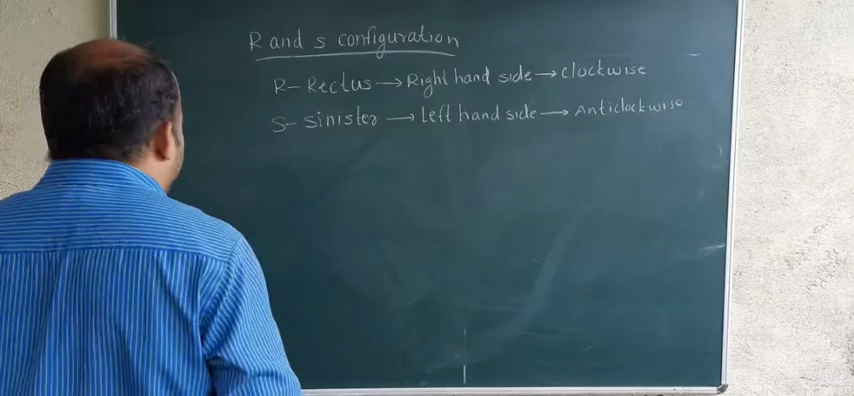 R and s configuration
R- Rectus → Right hand side → clockwise
S- sinister → Left hand side → Anticlockwise